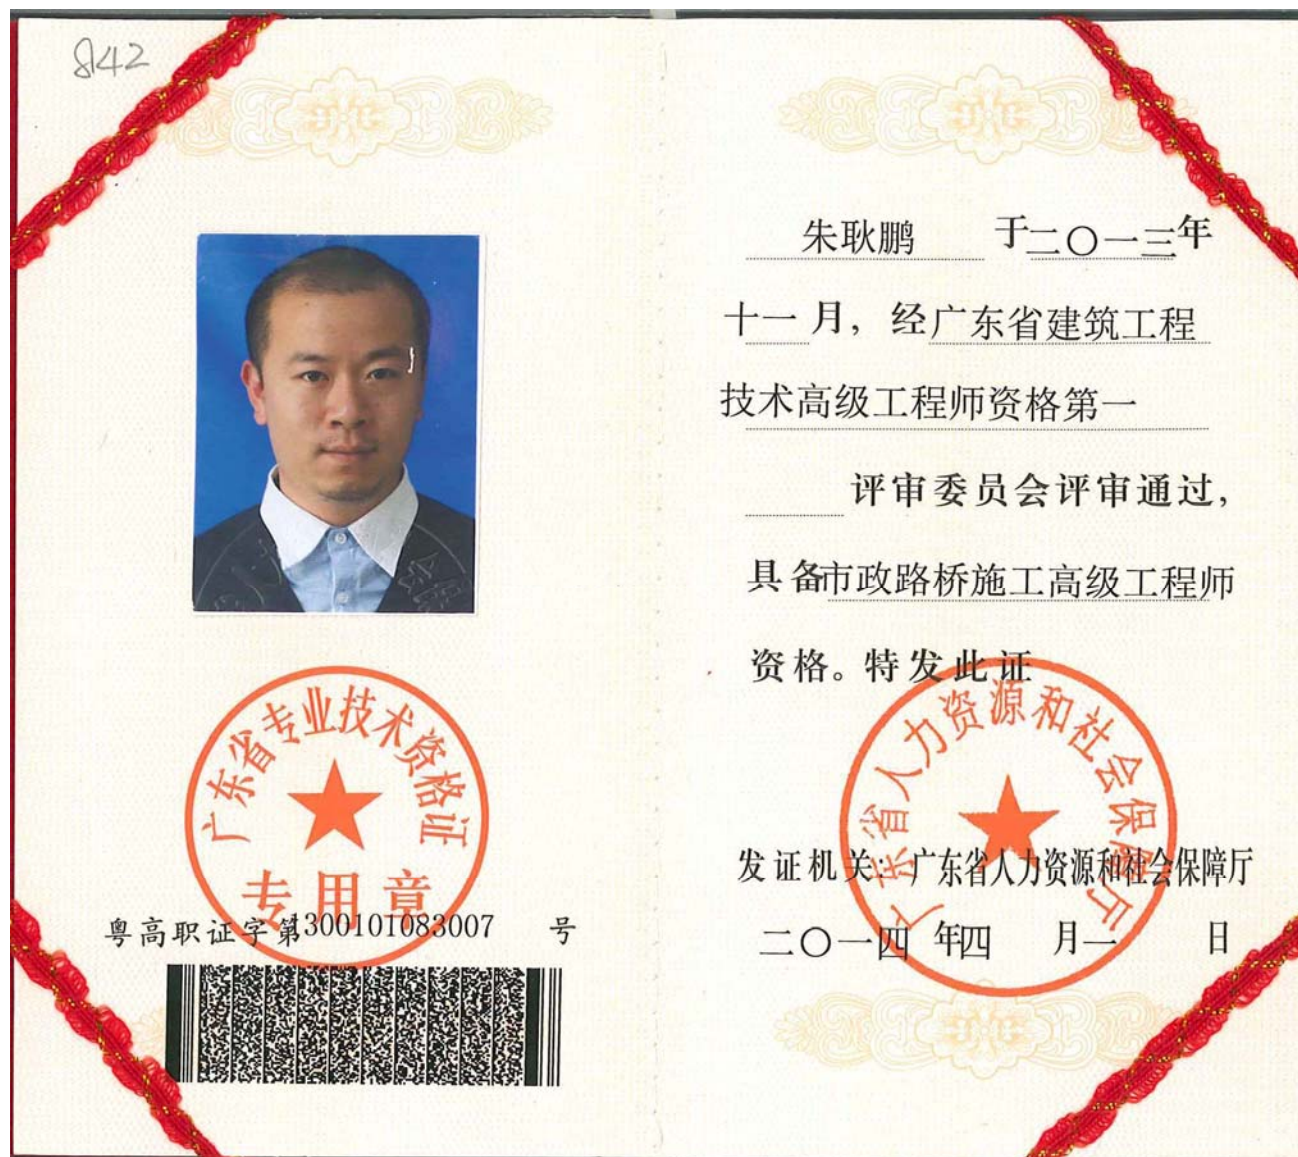 842
广东省专业技术资格证
专用章
粤高职证字第1300101083007 号
朱耿鹏 于二〇一三年
十一月，经广东省建筑工程
技术高级工程师资格第一
评审委员会评审通过，
具备市政路桥施工高级工程师
资格。特发此证
广东省人力资源和社会保障厅
发证机关：广东省人力资源和社会保障厅
二〇一四 年四 月一 日